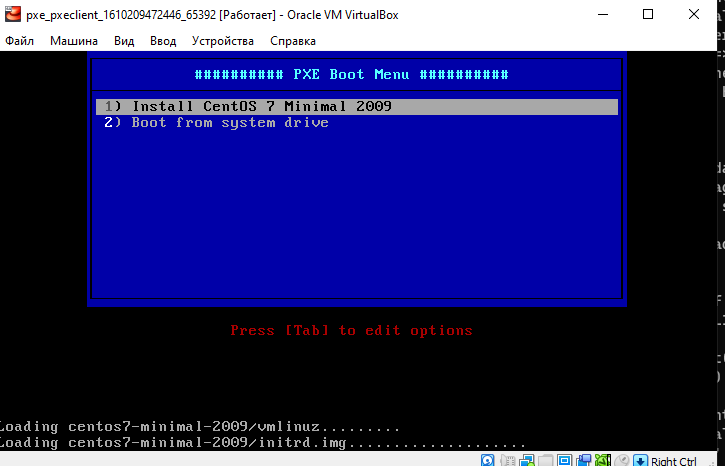 pxe_pxeclient_1610209472446_65392 [Работает] - Oracle VM VirtualBox
Файл Машина Вид Ввод Устройства Справка
########## PXE Boot Menu ##########
1) Install CentOS 7 Minimal 2009
2) Boot from system drive
Press [Tab] to edit options
Loading centos7-minimal-2009/vmlinuz.........
Loading centos7-minimal-2009/initrd.img....................
Right Ctrl